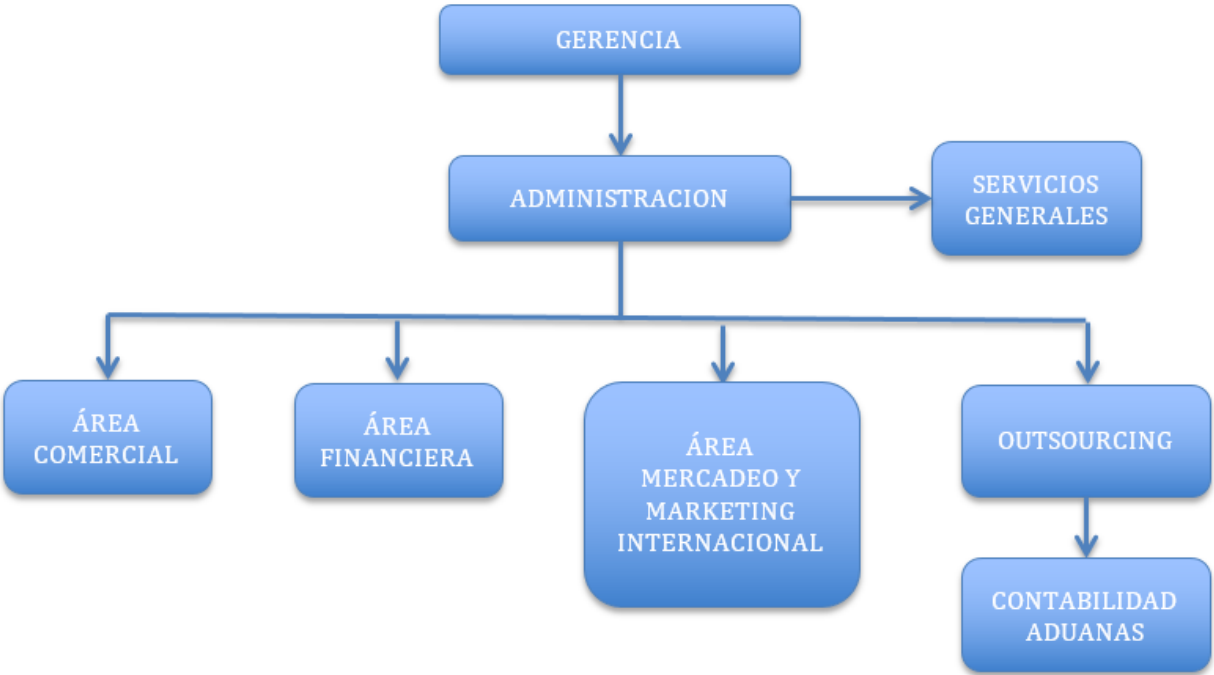 GERENCIA
ADMINISTRACION
SERVICIOS
GENERALES
ÁREA
COMERCIAL
ÁREA
FINANCIERA
ÁREA
MERCADEO Y
MARKETING
INTERNACIONAL
OUTSOURCING
CONTABILIDAD
ADUANAS